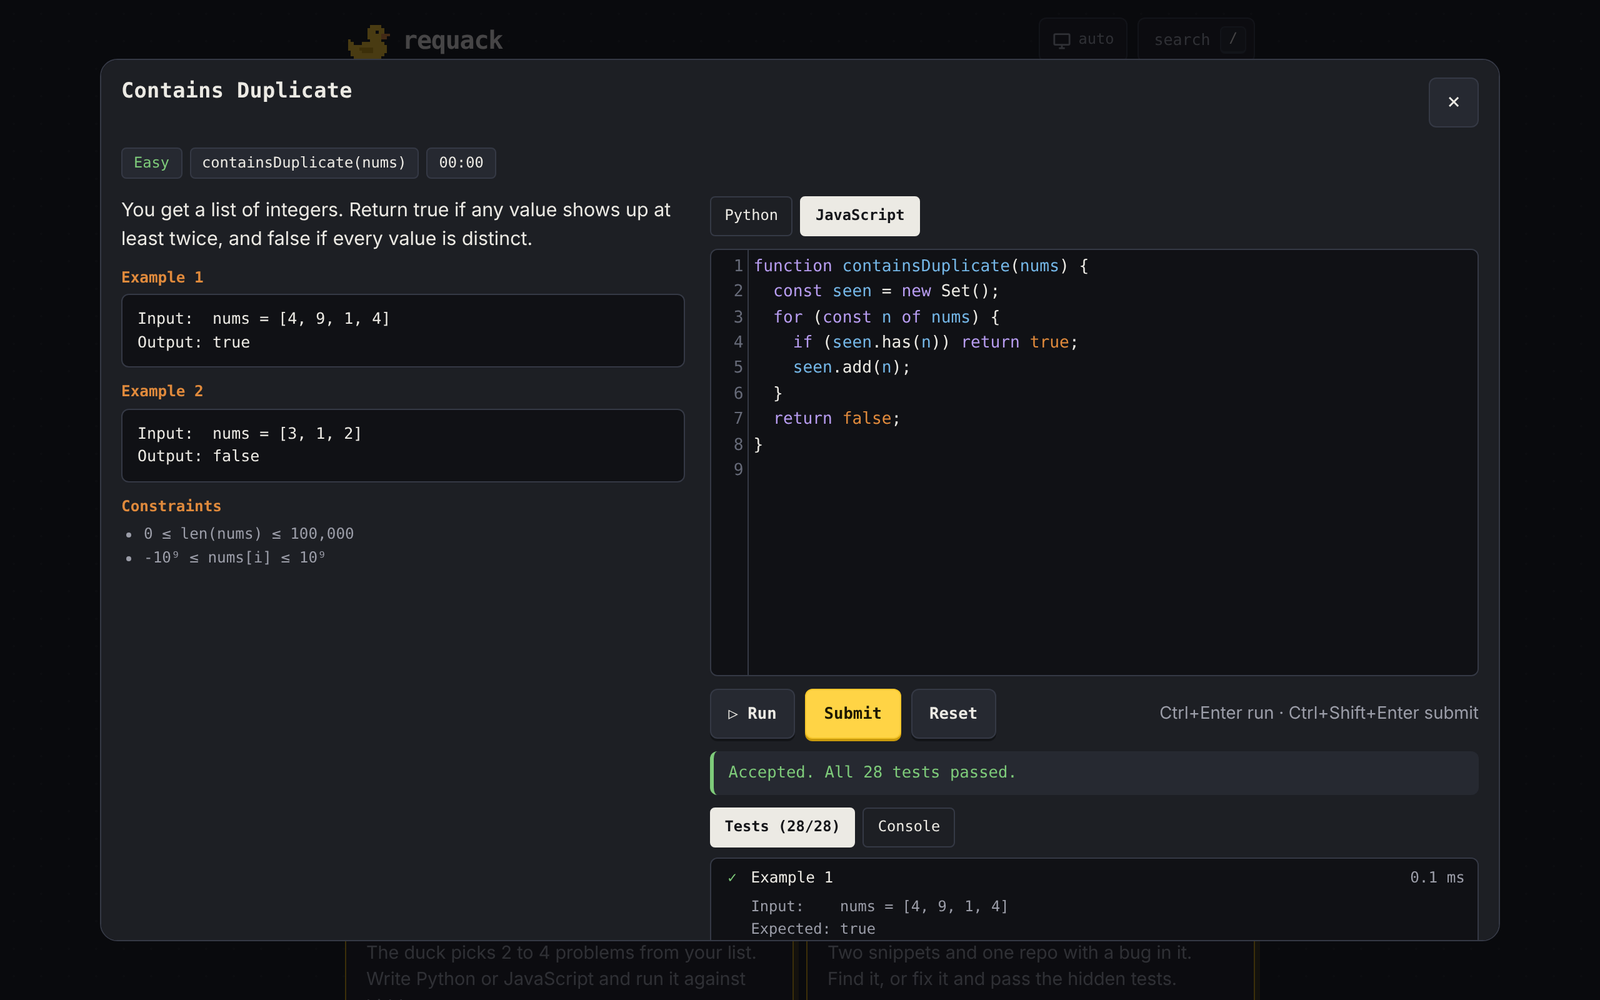 requack
auto
search /
Contains Duplicate
×
Easy
containsDuplicate(nums)
00:00
You get a list of integers. Return true if any value shows up at
least twice, and false if every value is distinct.
Example 1
Input:  nums = [4, 9, 1, 4]
Output: true
Example 2
Input:  nums = [3, 1, 2]
Output: false
Constraints
• 0 ≤ len(nums) ≤ 100,000
• -10⁹ ≤ nums[i] ≤ 10⁹
Python
JavaScript
1 function containsDuplicate(nums) {
2   const seen = new Set();
3   for (const n of nums) {
4     if (seen.has(n)) return true;
5     seen.add(n);
6   }
7   return false;
8 }
9
▷ Run
Submit
Reset
Ctrl+Enter run · Ctrl+Shift+Enter submit
Accepted. All 28 tests passed.
Tests (28/28)
Console
✓ Example 1
0.1 ms
Input:    nums = [4, 9, 1, 4]
Expected: true
The duck picks 2 to 4 problems from your list.
Write Python or JavaScript and run it against
Two snippets and one repo with a bug in it.
Find it, or fix it and pass the hidden tests.